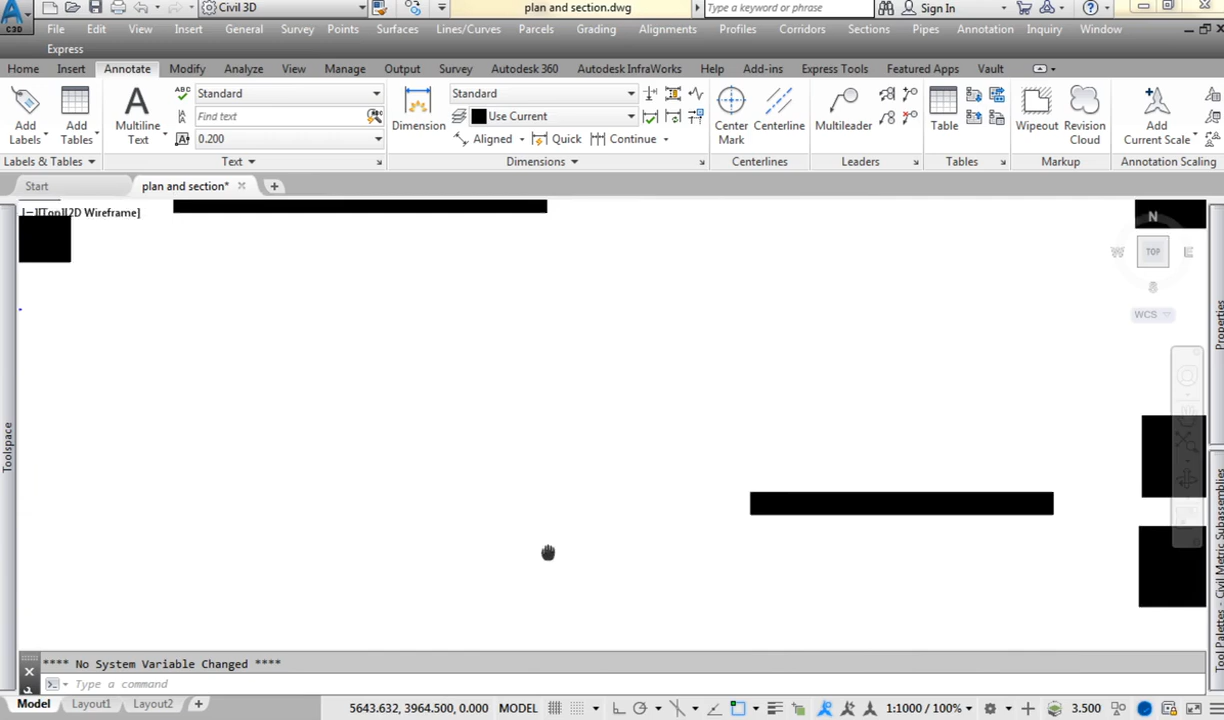 Civil 3D
plan and section.dwg
Type a keyword or phrase
Sign In
C3D
File Edit View Insert General Survey Points Surfaces Lines/Curves Parcels Grading Alignments Profiles Corridors Sections Pipes Annotation Inquiry Window
Express
Home Insert Annotate Modify Analyze View Manage Output Survey Autodesk 360 Autodesk InfraWorks Help Add-ins Express Tools Featured Apps Vault
Add Labels
Add Tables
Labels & Tables
Multiline Text
ABC
Standard
Find text
0.200
Text
Dimension
Standard
Use Current
Aligned Quick Continue
Dimensions
Center Mark
Centerline
Centerlines
Multileader
Leaders
Table
Tables
Wipeout
Revision Cloud
Markup
Add Current Scale
Annotation Scaling
Start
plan and section*
[−][Top][2D Wireframe]
N
W TOP E
S
WCS
Toolspace
Properties
Tool Palettes - Civil Metric Subassemblies
**** No System Variable Changed ****
Type a command
Model Layout1 Layout2
5643.632, 3964.500, 0.000 MODEL
1:1000 / 100%
3.500